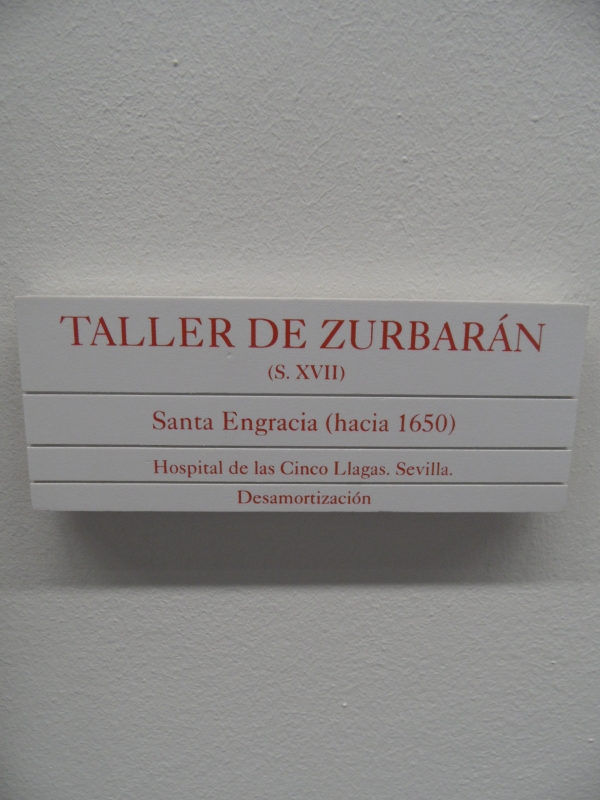 TALLER DE ZURBARÁN
(S. XVII)
Santa Engracia (hacia 1650)
Hospital de las Cinco Llagas. Sevilla.
Desamortización